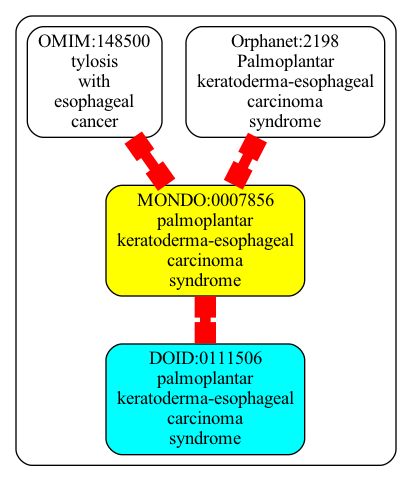 OMIM:148500
tylosis
with
esophageal
cancer
Orphanet:2198
Palmoplantar
keratoderma-esophageal
carcinoma
syndrome
MONDO:0007856
palmoplantar
keratoderma-esophageal
carcinoma
syndrome
DOID:0111506
palmoplantar
keratoderma-esophageal
carcinoma
syndrome